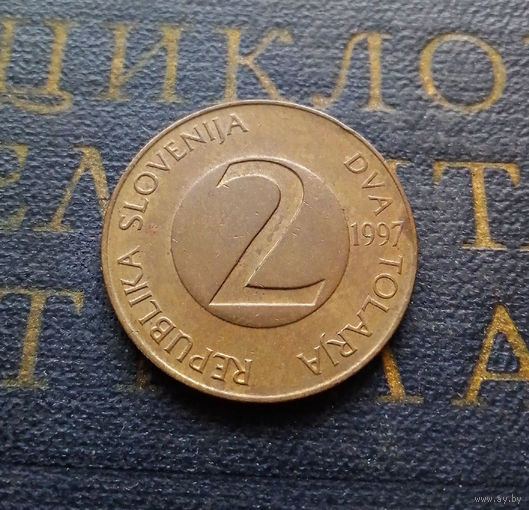 ЦИКЛО
REPUBLIKA SLOVENIJA
2
DVA TOLARJA
1997
www.ay.by